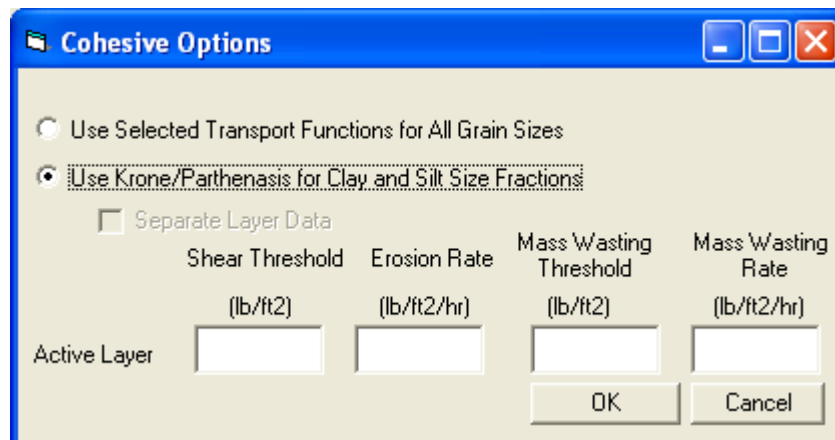 Cohesive Options
Use Selected Transport Functions for All Grain Sizes
Use Krone/Parthenasis for Clay and Silt Size Fractions
Separate Layer Data
Shear Threshold Erosion Rate Mass Wasting Threshold Mass Wasting Rate
(lb/ft2) (lb/ft2/hr) (lb/ft2) (lb/ft2/hr)
Active Layer
OK Cancel